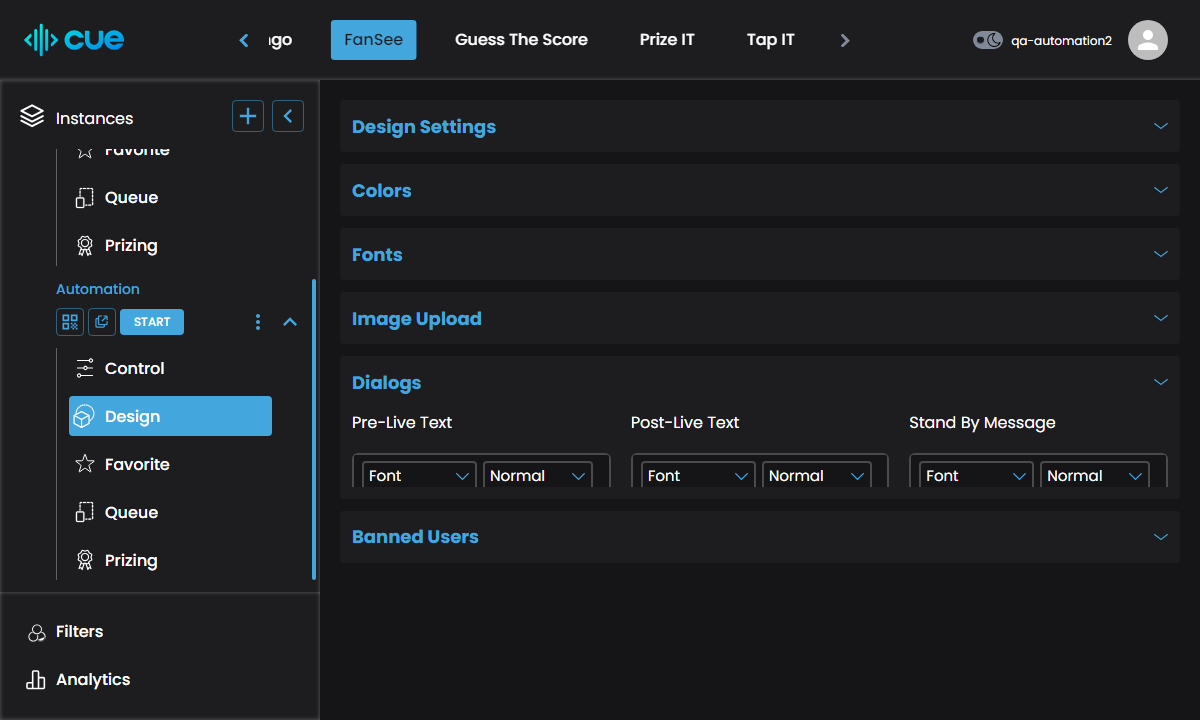 cue
ngo
FanSee
Guess The Score
Prize IT
Tap IT
qa-automation2
Instances
Favorite
Queue
Prizing
Automation
START
Control
Design
Favorite
Queue
Prizing
Filters
Analytics
Design Settings
Colors
Fonts
Image Upload
Dialogs
Pre-Live Text
Post-Live Text
Stand By Message
Font
Normal
Font
Normal
Font
Normal
Banned Users